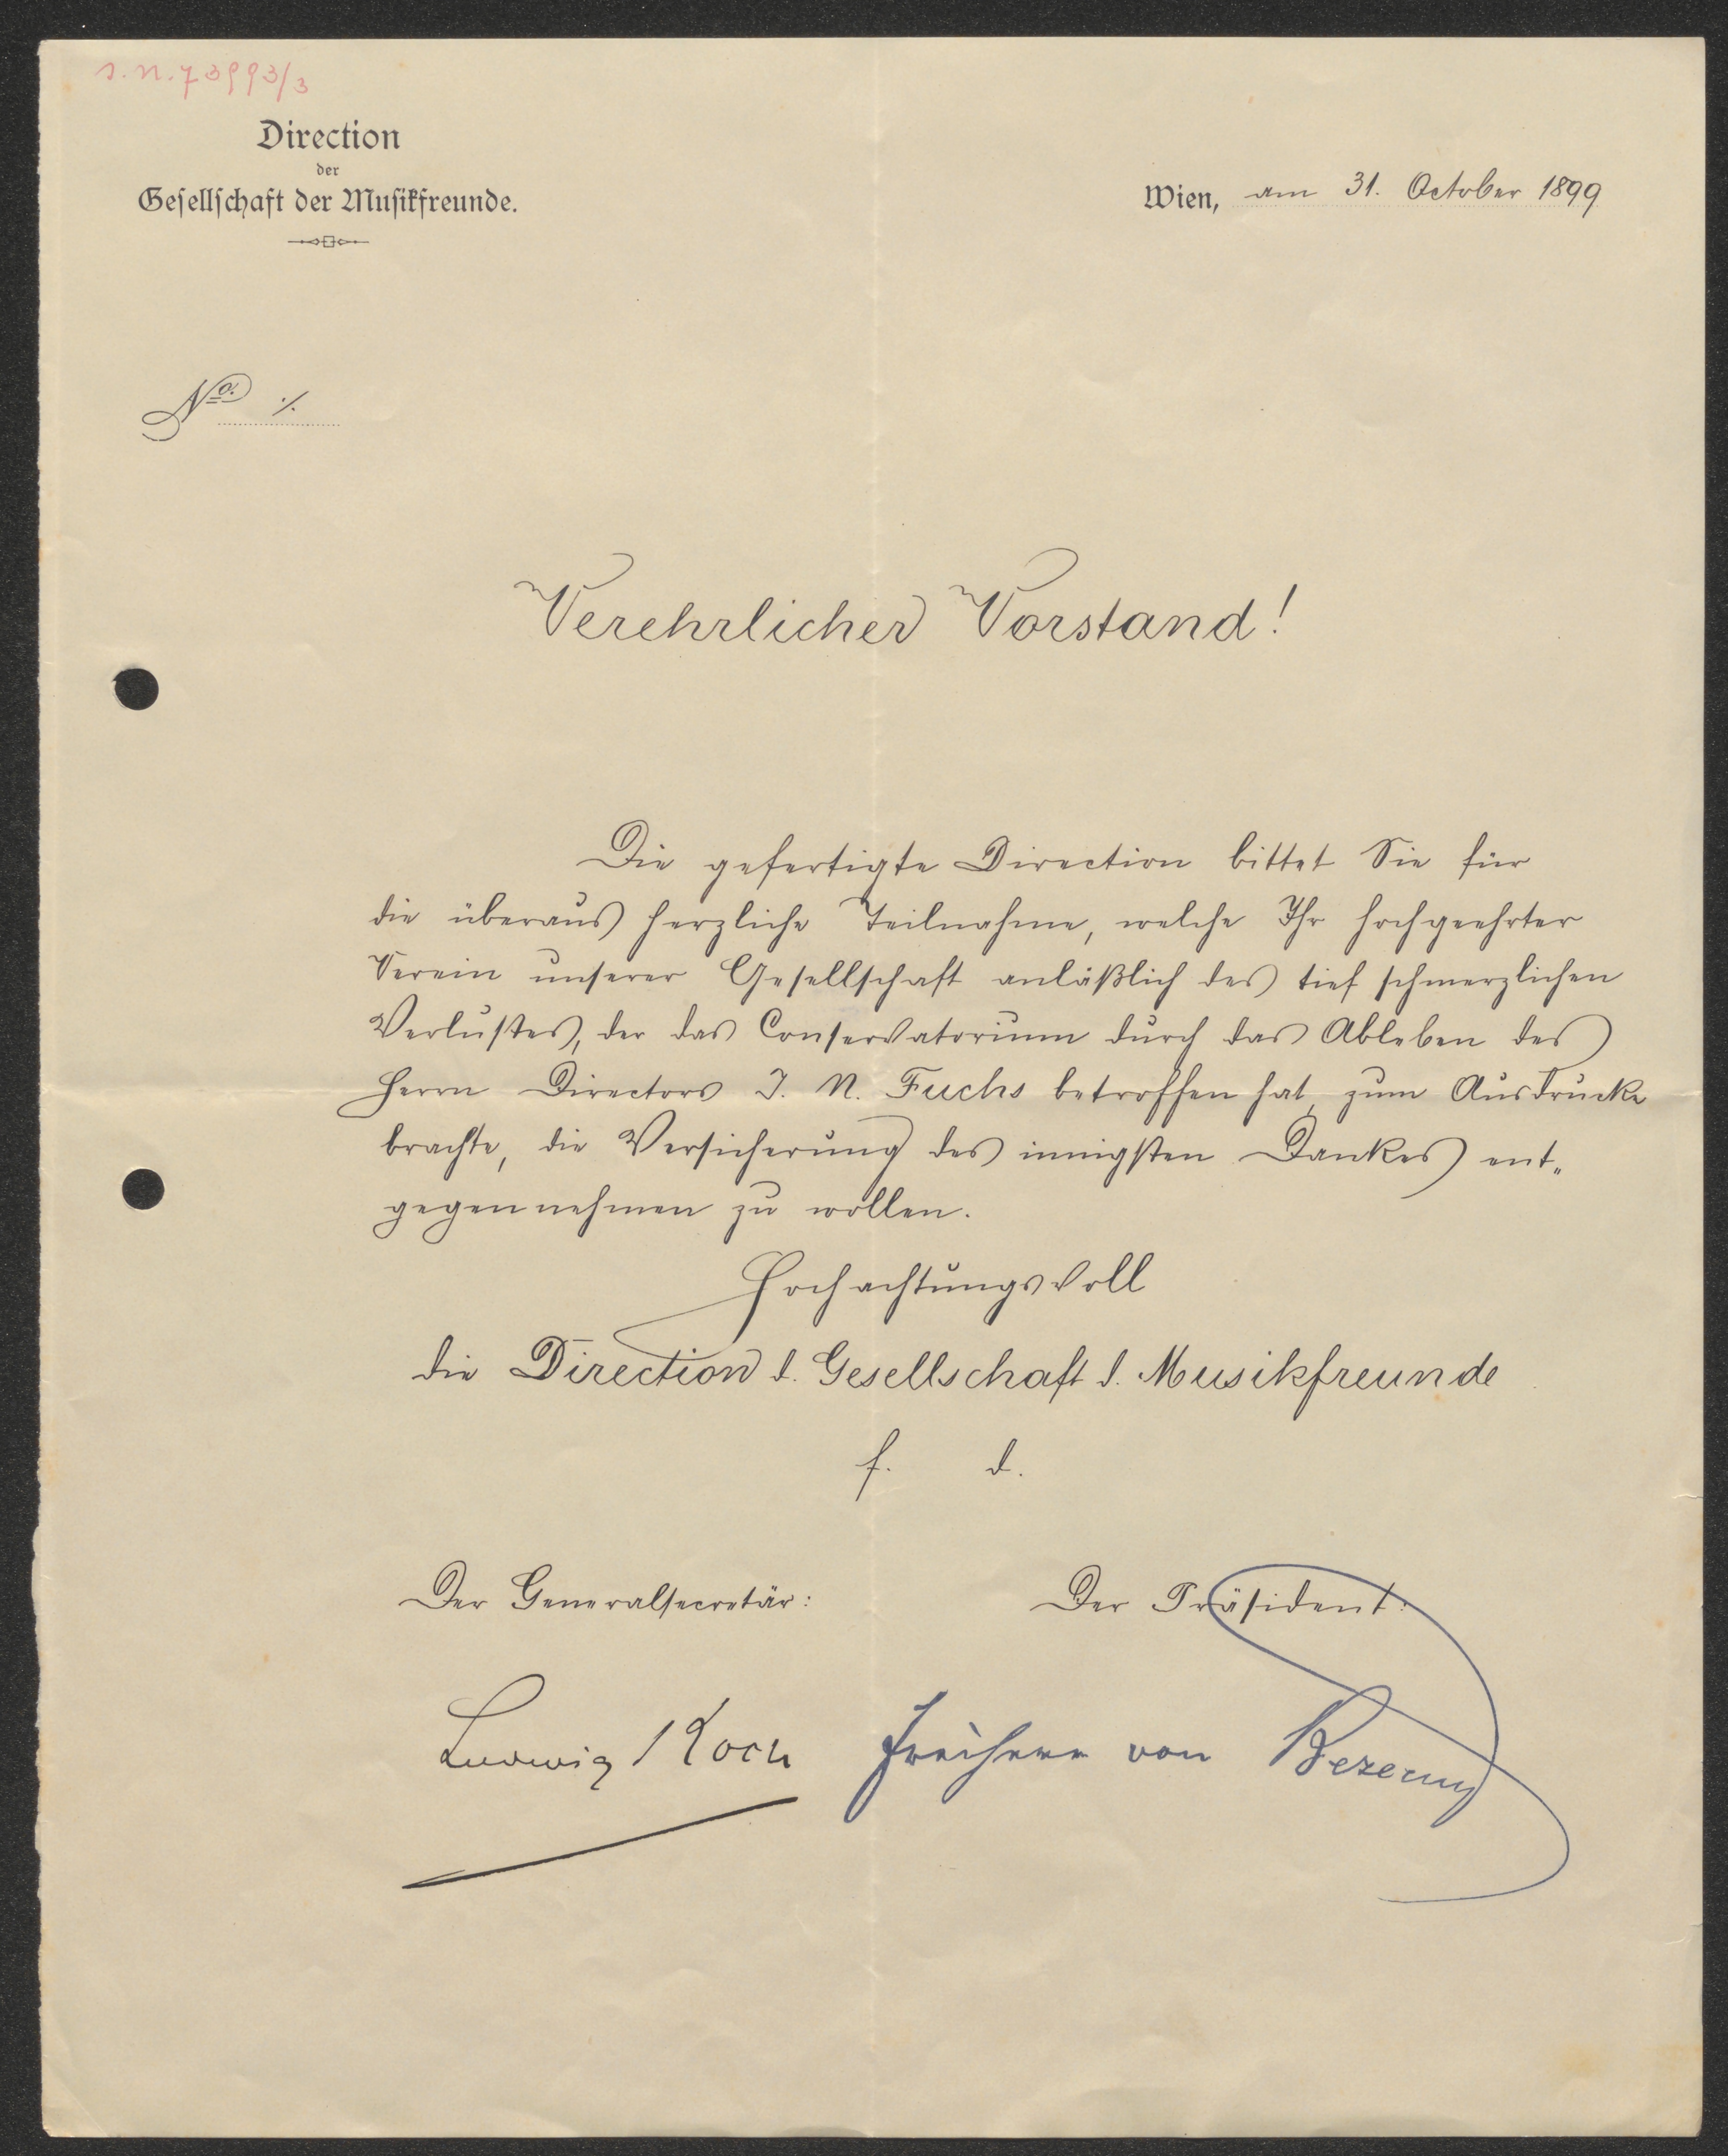 I. N. 73993/3
Direction
der
Gesellschaft der Musikfreunde.
Wien, am 31. October 1899
No. ⁒
Verehrlicher Vorstand!
Die gefertigte Direction bittet Sie für
die überaus herzliche Teilnahme, welche Ihr hochgeehrter
Verein unserer Gesellschaft anläßlich des tief schmerzlichen
Verlustes, der das Conservatorium durch das Ableben des
Herrn Directors J. N. Fuchs betroffen hat, zum Ausdrucke
brachte, die Versicherung des innigsten Dankes ent„
gegennehmen zu wollen.
Hochachtungsvoll
die Direction d. Gesellschaft d. Musikfreunde
f. d.
Der Generalsecretär: Der Präsident:
Ludwig Koch Freiherr von Bezecny